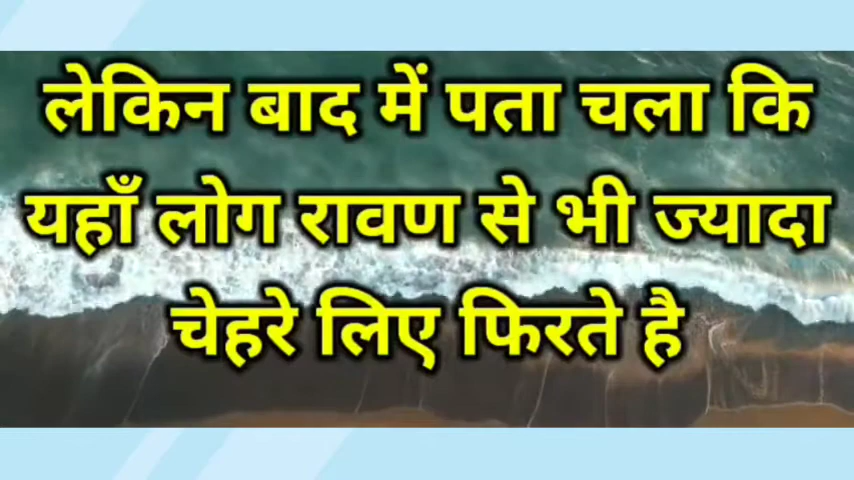 लेकिन बाद में पता चला कि
यहाँ लोग रावण से भी ज्यादा
चेहरे लिए फिरते है